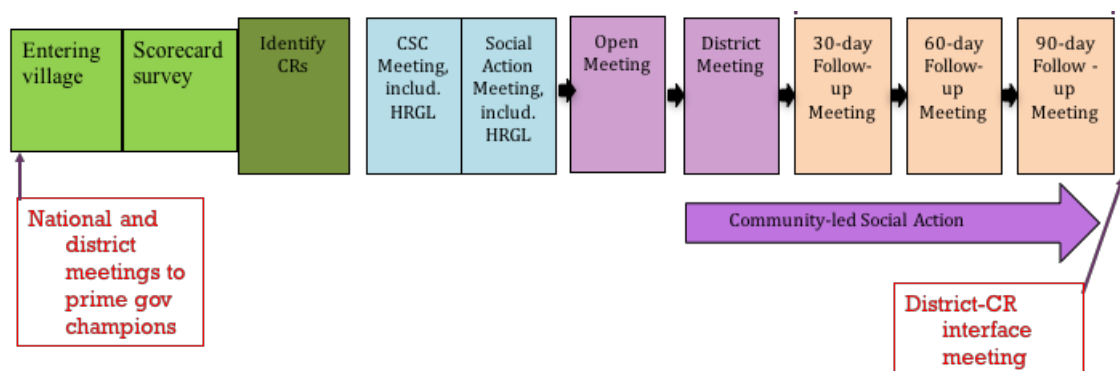 Entering
village
Scorecard
survey
Identify
CRs
CSC
Meeting,
includ.
HRGL
Social
Action
Meeting,
includ.
HRGL
Open
Meeting
District
Meeting
30-day
Follow-
up
Meeting
60-day
Follow-
up
Meeting
90-day
Follow -
up
Meeting
Community-led Social Action
National and
district
meetings to
prime gov
champions
District-CR
interface
meeting